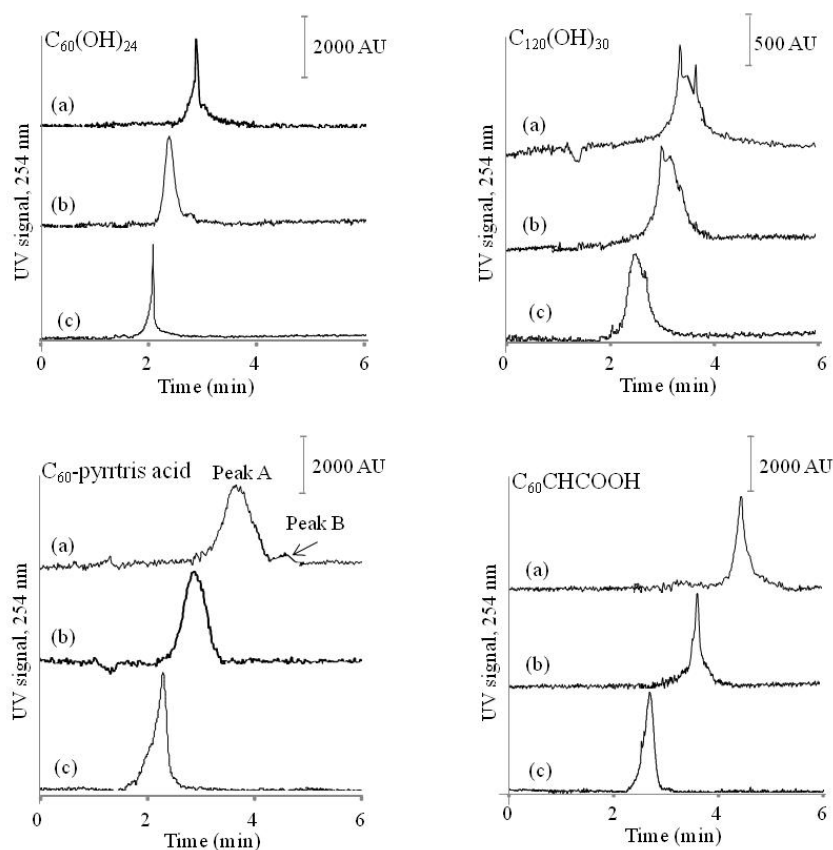 C60(OH)24
2000 AU
(a)
(b)
(c)
UV signal, 254 nm
0 2 4 6
Time (min)
C120(OH)30
500 AU
(a)
(b)
(c)
UV signal, 254 nm
0 2 4 6
Time (min)
C60-pyrrtris acid
Peak A
2000 AU
Peak B
(a)
(b)
(c)
UV signal, 254 nm
0 2 4 6
Time (min)
C60CHCOOH
2000 AU
(a)
(b)
(c)
UV signal, 254 nm
0 2 4 6
Time (min)